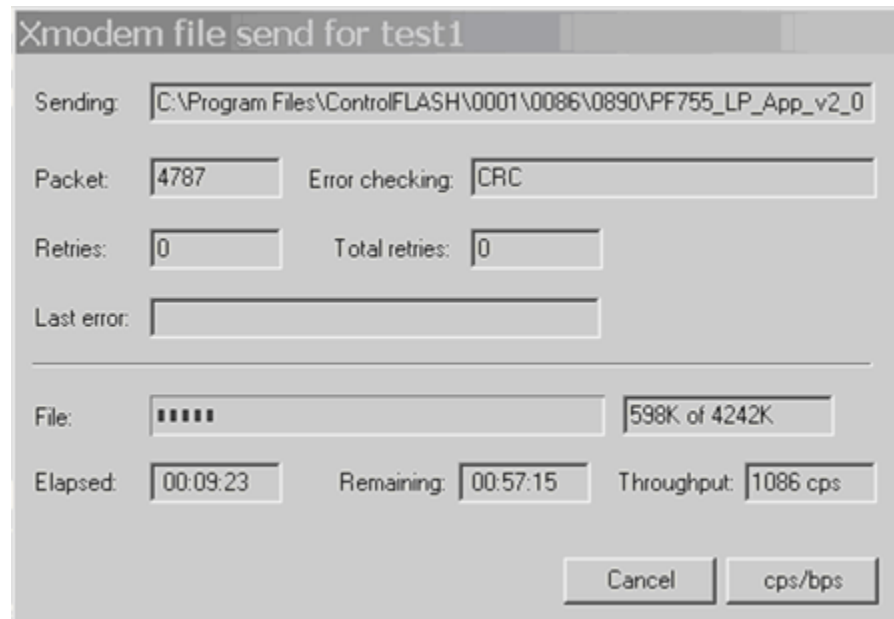 Xmodem file send for test1
Sending: C:\Program Files\ControlFLASH\0001\0086\0890\PF755_LP_App_v2_0
Packet: 4787 Error checking: CRC
Retries: 0 Total retries: 0
Last error:
File: 598K of 4242K
Elapsed: 00:09:23 Remaining: 00:57:15 Throughput: 1086 cps
Cancel cps/bps